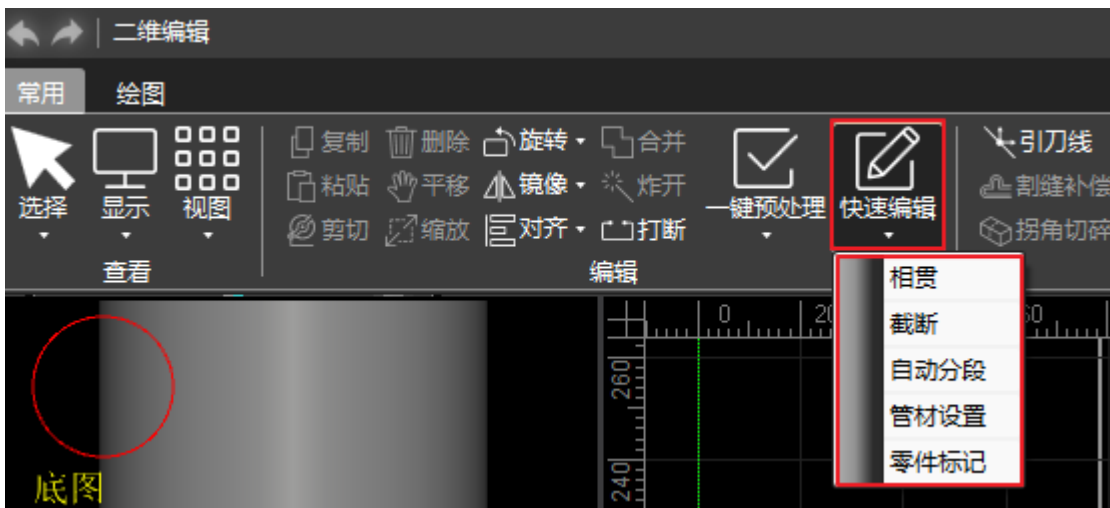 二维编辑
常用 绘图
复制 删除 旋转 合并 引刀线
选择 显示 视图 粘贴 平移 镜像 炸开 一键预处理 快速编辑 割缝补偿
剪切 缩放 对齐 打断 拐角切碎
查看 编辑
相贯
0 20 60
截断
自动分段
260
管材设置
零件标记
240
底图